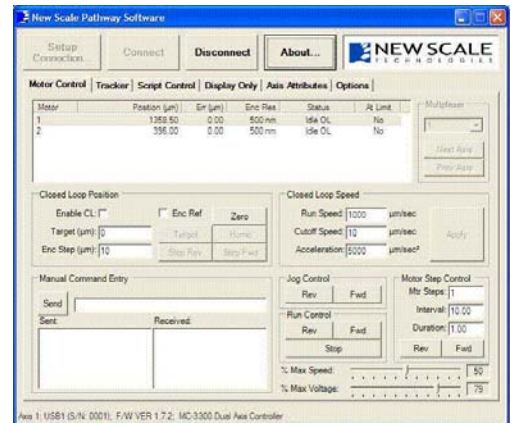 New Scale Pathway Software
Setup Connection... Connect Disconnect About... NEW SCALE TECHNOLOGIES
Motor Control Tracker Script Control Display Only Axis Attributes Options
Motor Position (µm) Err (µm) Enc Res Status At Limit
1 1358.50 0.00 500 nm Idle OL No
2 356.00 0.00 500 nm Idle OL No
Multiplexer
1
Next Axis
Prev Axis
Closed Loop Position
Enable CL: Enc Ref Zero
Target (µm): 0 Target Home
Enc Step (µm): 10 Step Rev Step Fwd
Closed Loop Speed
Run Speed: 1000 µm/sec
Cutoff Speed: 10 µm/sec
Acceleration: 5000 µm/sec²
Apply
Manual Command Entry
Send
Sent: Received:
Jog Control
Rev Fwd
Run Control
Rev Fwd
Stop
Motor Step Control
Mtr Steps: 1
Interval: 10.00
Duration: 1.00
Rev Fwd
% Max Speed: 50
% Max Voltage: 75
Axis 1: USB1 (S/N: 0001); F/W VER 1.7.2; MC-3300 Dual Axis Controller